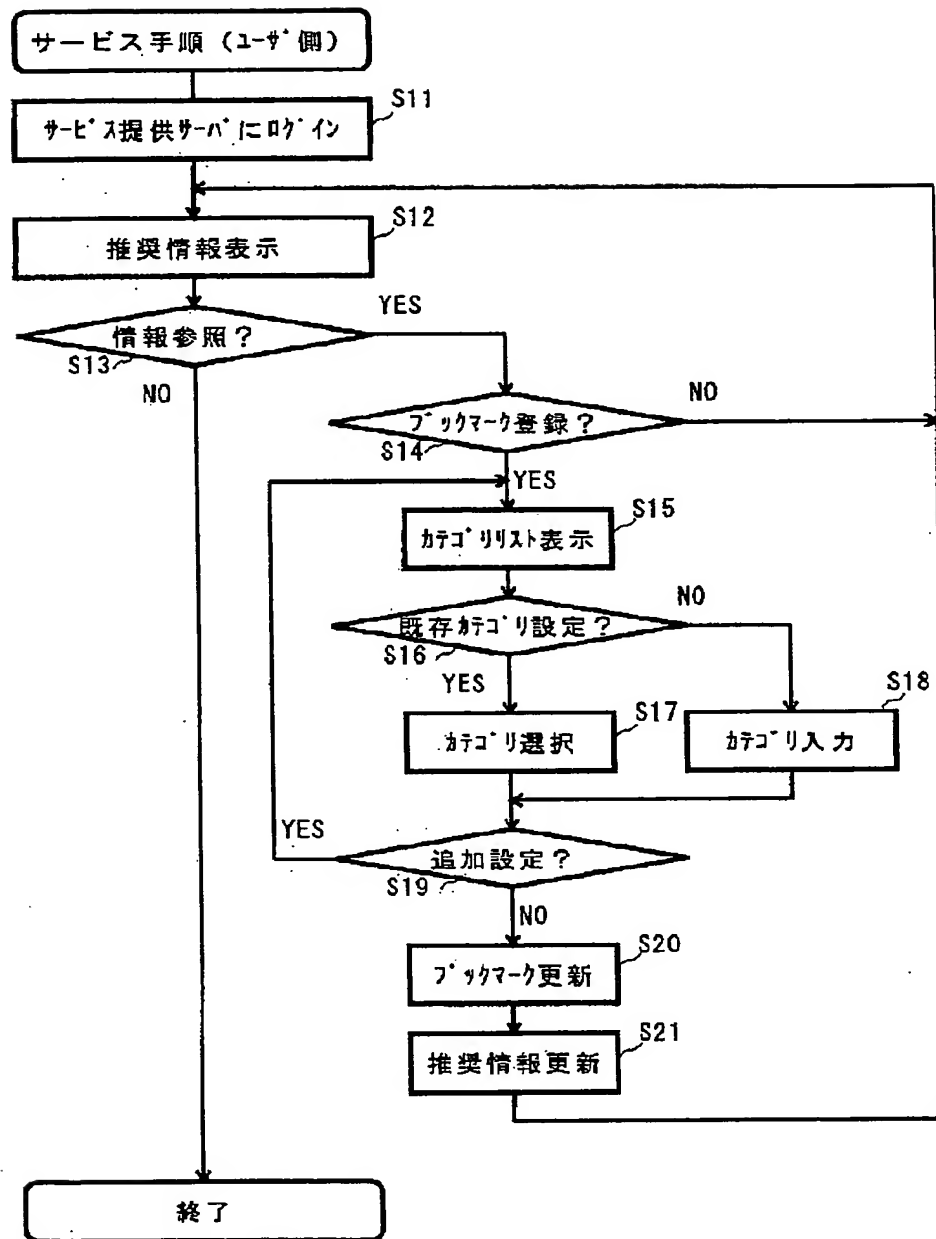 サービス手順（ﾕｰｻﾞ側）
S11
ｻｰﾋﾞｽ提供ｻｰﾊﾞにﾛｸﾞｲﾝ
S12
推奨情報表示
YES
情報参照？
S13
NO
NO
ﾌﾞｯｸﾏｰｸ登録？
S14
YES
S15
ｶﾃｺﾞﾘﾘｽﾄ表示
NO
既存ｶﾃｺﾞﾘ設定？
S16
YES
S17
S18
ｶﾃｺﾞﾘ選択
ｶﾃｺﾞﾘ入力
YES
追加設定？
S19
NO
S20
ﾌﾞｯｸﾏｰｸ更新
S21
推奨情報更新
終了